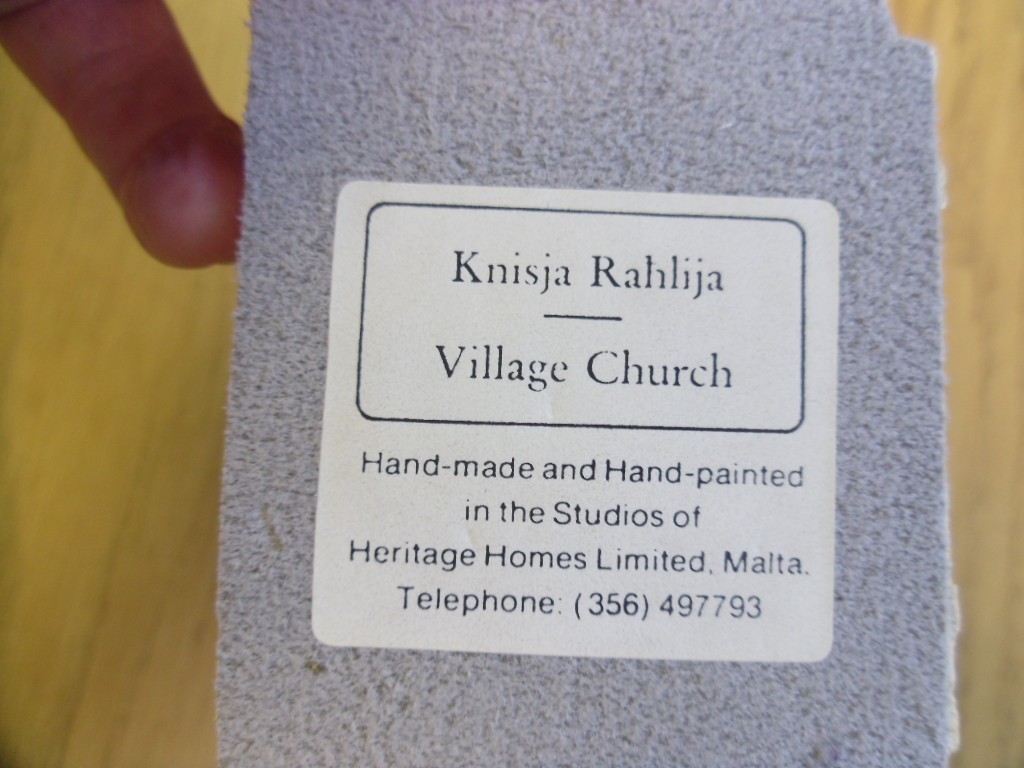 Knisja Raħlija
Village Church
Hand-made and Hand-painted
in the Studios of
Heritage Homes Limited, Malta.
Telephone: (356) 497793